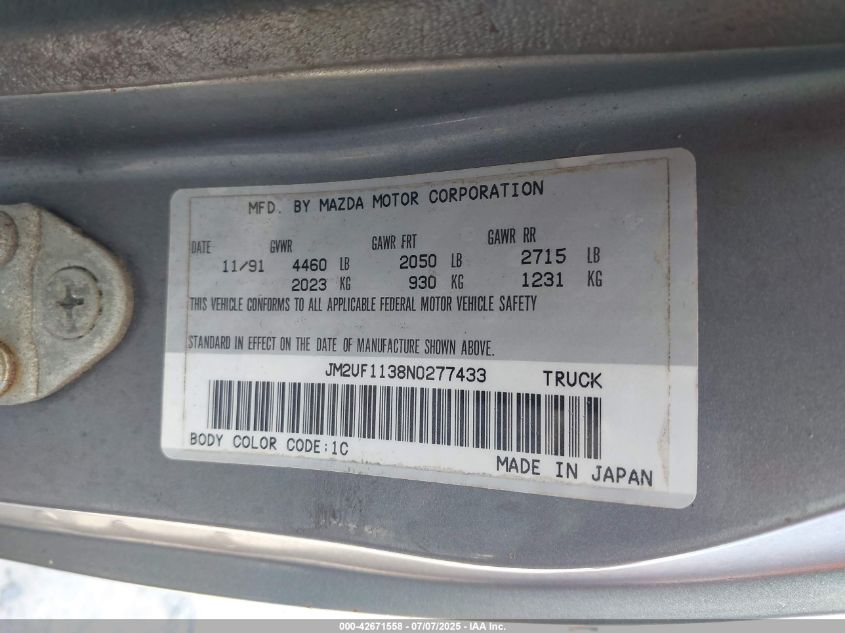 MFD. BY MAZDA MOTOR CORPORATION
DATE GVWR GAWR FRT GAWR RR
11/91 4460 LB 2050 LB 2715 LB
2023 KG 930 KG 1231 KG
THIS VEHICLE CONFORMS TO ALL APPLICABLE FEDERAL MOTOR VEHICLE SAFETY
STANDARD IN EFFECT ON THE DATE OF MANUFACTURE SHOWN ABOVE.
JM2UF1138N0277433 TRUCK
BODY COLOR CODE:1C
MADE IN JAPAN
000-42671558 - 07/07/2025 - IAA Inc.